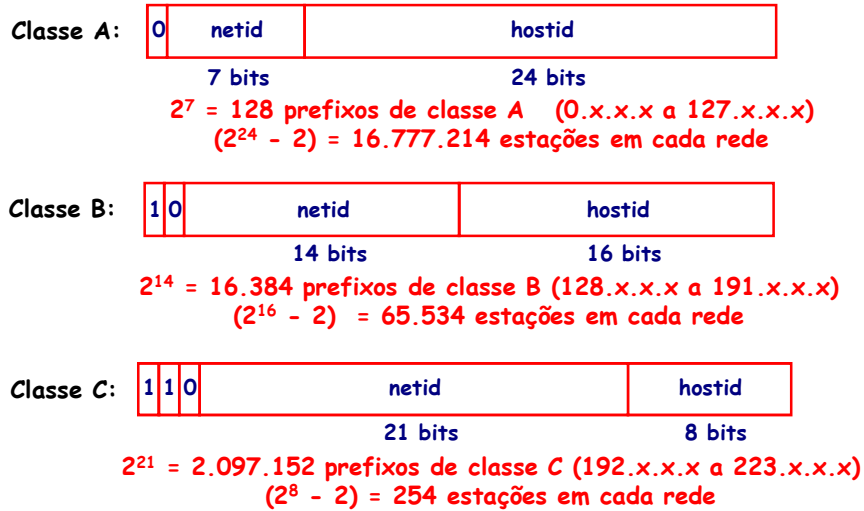 Classe A: 0 netid hostid
7 bits 24 bits
2⁷ = 128 prefixos de classe A (0.x.x.x a 127.x.x.x)
(2²⁴ - 2) = 16.777.214 estações em cada rede
Classe B: 1 0 netid hostid
14 bits 16 bits
2¹⁴ = 16.384 prefixos de classe B (128.x.x.x a 191.x.x.x)
(2¹⁶ - 2) = 65.534 estações em cada rede
Classe C: 1 1 0 netid hostid
21 bits 8 bits
2²¹ = 2.097.152 prefixos de classe C (192.x.x.x a 223.x.x.x)
(2⁸ - 2) = 254 estações em cada rede